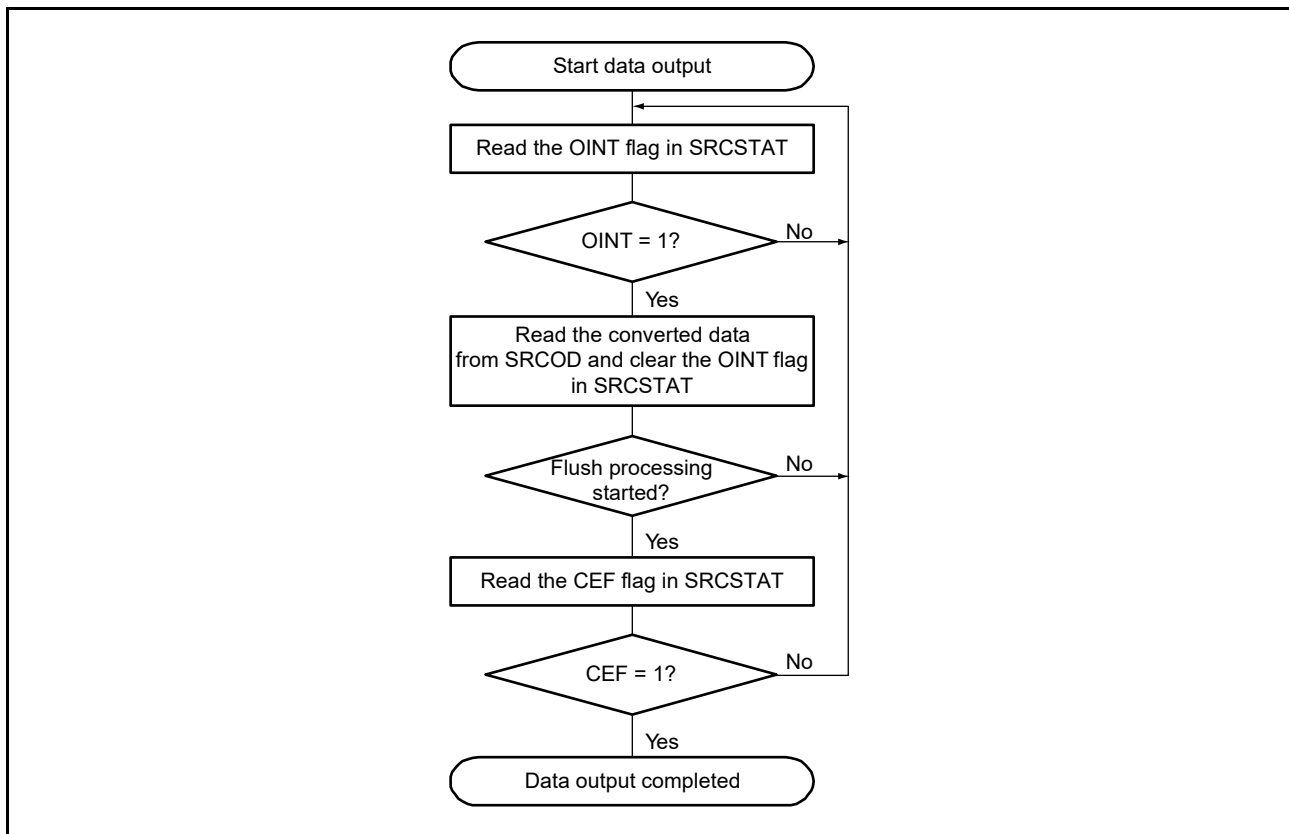 Start data output
Read the OINT flag in SRCSTAT
OINT = 1?
No
Yes
Read the converted data
from SRCOD and clear the OINT flag
in SRCSTAT
Flush processing
started?
No
Yes
Read the CEF flag in SRCSTAT
CEF = 1?
No
Yes
Data output completed